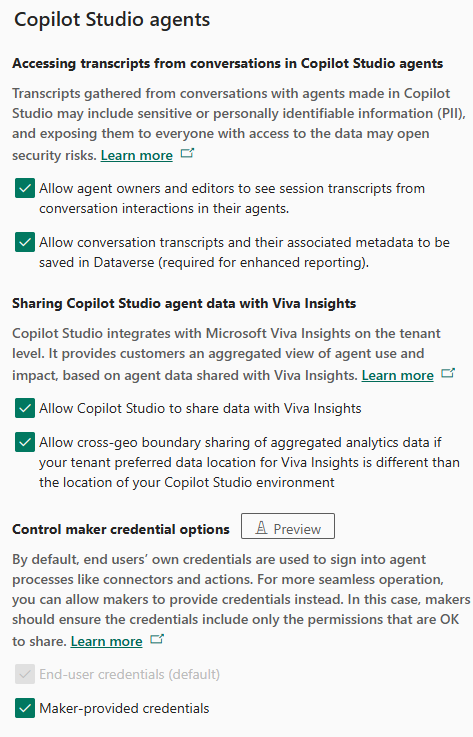 Copilot Studio agents
Accessing transcripts from conversations in Copilot Studio agents
Transcripts gathered from conversations with agents made in Copilot
Studio may include sensitive or personally identifiable information (PII),
and exposing them to everyone with access to the data may open
security risks. Learn more
Allow agent owners and editors to see session transcripts from
conversation interactions in their agents.
Allow conversation transcripts and their associated metadata to be
saved in Dataverse (required for enhanced reporting).
Sharing Copilot Studio agent data with Viva Insights
Copilot Studio integrates with Microsoft Viva Insights on the tenant
level. It provides customers an aggregated view of agent use and
impact, based on agent data shared with Viva Insights. Learn more
Allow Copilot Studio to share data with Viva Insights
Allow cross-geo boundary sharing of aggregated analytics data if
your tenant preferred data location for Viva Insights is different than
the location of your Copilot Studio environment
Control maker credential options Preview
By default, end users' own credentials are used to sign into agent
processes like connectors and actions. For more seamless operation,
you can allow makers to provide credentials instead. In this case, makers
should ensure the credentials include only the permissions that are OK
to share. Learn more
End-user credentials (default)
Maker-provided credentials